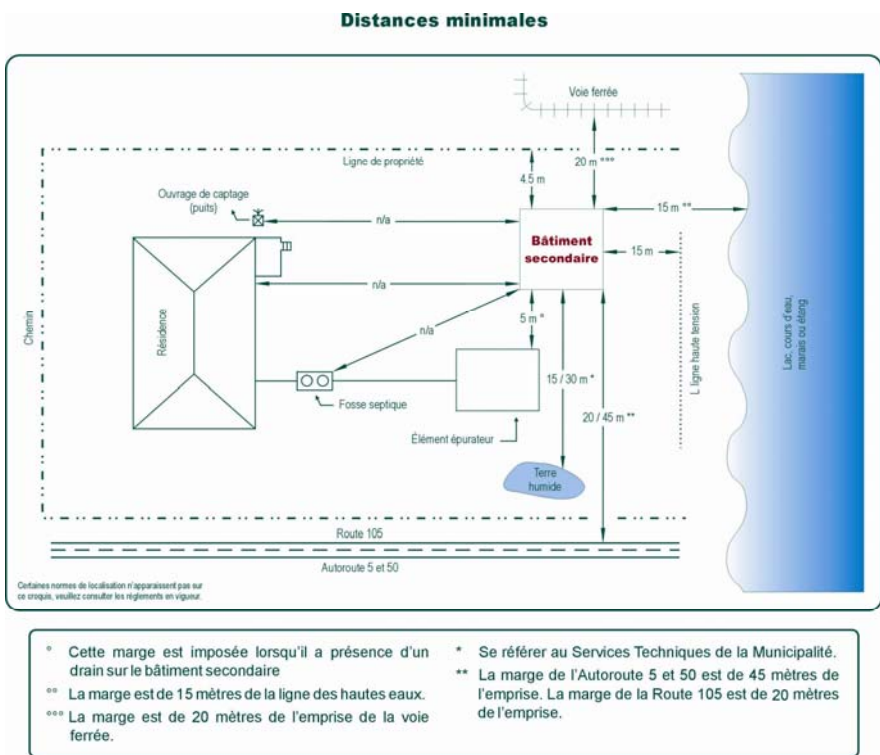 Distances minimales
Voie ferrée
Ligne de propriété
20 m °°°
4.5 m
Ouvrage de captage
(puits)
n/a
15 m **
Bâtiment
secondaire
15 m
n/a
Chemin
Résidence
5 m *
n/a
15 / 30 m *
20 / 45 m **
L ligne haute tension
Lac, cours d'eau,
marais ou étang
Fosse septique
Élément épurateur
Terre
humide
Route 105
Autoroute 5 et 50
Certaines normes de localisation n'apparaissent pas sur
ce croquis, veuillez consulter les réglements en vigueur.
° Cette marge est imposée lorsqu'il a présence d'un
drain sur le bâtiment secondaire
°° La marge est de 15 mètres de la ligne des hautes eaux.
°°° La marge est de 20 mètres de l'emprise de la voie
ferrée.
* Se référer au Services Techniques de la Municipalité.
** La marge de l'Autoroute 5 et 50 est de 45 mètres de
l'emprise. La marge de la Route 105 est de 20 mètres
de l'emprise.